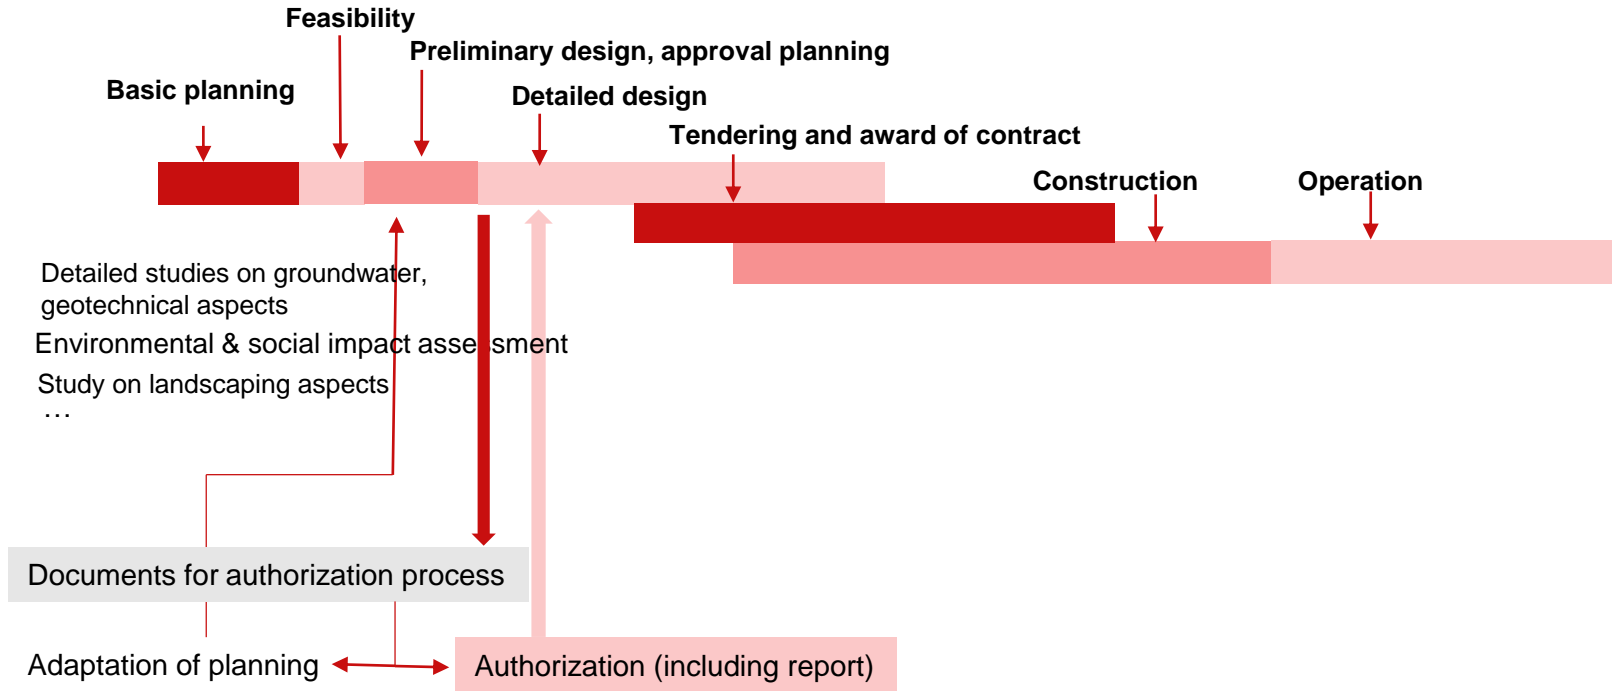 Feasibility
Preliminary design, approval planning
Basic planning
Detailed design
Tendering and award of contract
Construction
Operation
Detailed studies on groundwater,
geotechnical aspects
Environmental & social impact assessment
Study on landscaping aspects
…
Documents for authorization process
Adaptation of planning
Authorization (including report)